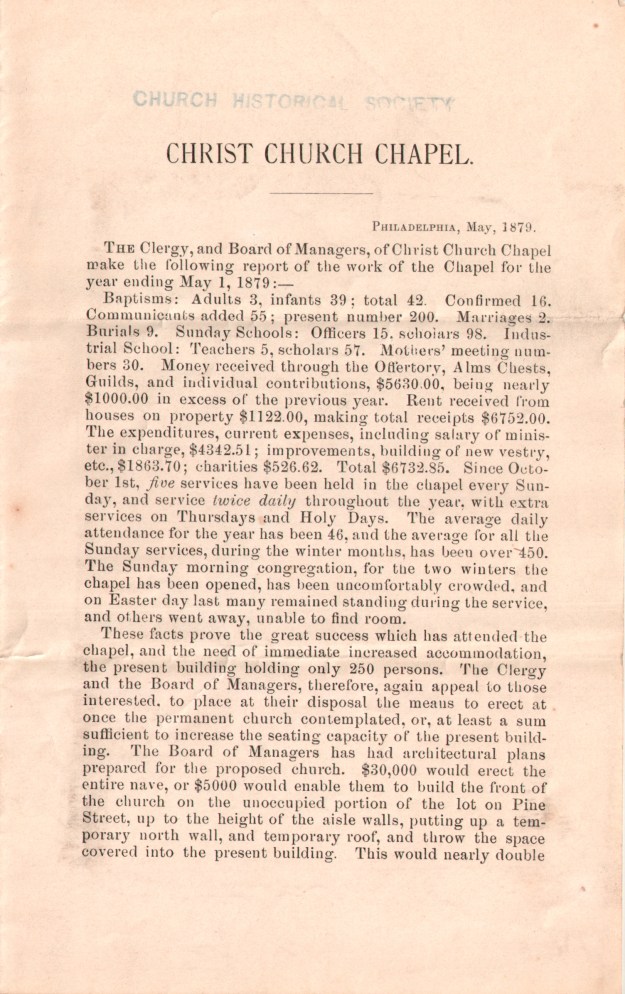 CHURCH HISTORICAL SOCIETY
CHRIST CHURCH CHAPEL.
PHILADELPHIA, May, 1879.
THE Clergy, and Board of Managers, of Christ Church Chapel
make the following report of the work of the Chapel for the
year ending May 1, 1879:—
Baptisms: Adults 3, infants 39; total 42. Confirmed 16.
Communicants added 55; present number 200. Marriages 2.
Burials 9. Sunday Schools: Officers 15. scholars 98. Indus-
trial School: Teachers 5, scholars 57. Mothers' meeting num-
bers 30. Money received through the Offertory, Alms Chests,
Guilds, and individual contributions, $5630.00, being nearly
$1000.00 in excess of the previous year. Rent received from
houses on property $1122.00, making total receipts $6752.00.
The expenditures, current expenses, including salary of minis-
ter in charge, $4342.51; improvements, building of new vestry,
etc., $1863.70; charities $526.62. Total $6732.85. Since Octo-
ber 1st, five services have been held in the chapel every Sun-
day, and service twice daily throughout the year, with extra
services on Thursdays and Holy Days. The average daily
attendance for the year has been 46, and the average for all the
Sunday services, during the winter months, has been over 450.
The Sunday morning congregation, for the two winters the
chapel has been opened, has been uncomfortably crowded, and
on Easter day last many remained standing during the service,
and others went away, unable to find room.
These facts prove the great success which has attended the
chapel, and the need of immediate increased accommodation,
the present building holding only 250 persons. The Clergy
and the Board of Managers, therefore, again appeal to those
interested, to place at their disposal the means to erect at
once the permanent church contemplated, or, at least a sum
sufficient to increase the seating capacity of the present build-
ing. The Board of Managers has had architectural plans
prepared for the proposed church. $30,000 would erect the
entire nave, or $5000 would enable them to build the front of
the church on the unoccupied portion of the lot on Pine
Street, up to the height of the aisle walls, putting up a tem-
porary north wall, and temporary roof, and throw the space
covered into the present building. This would nearly double